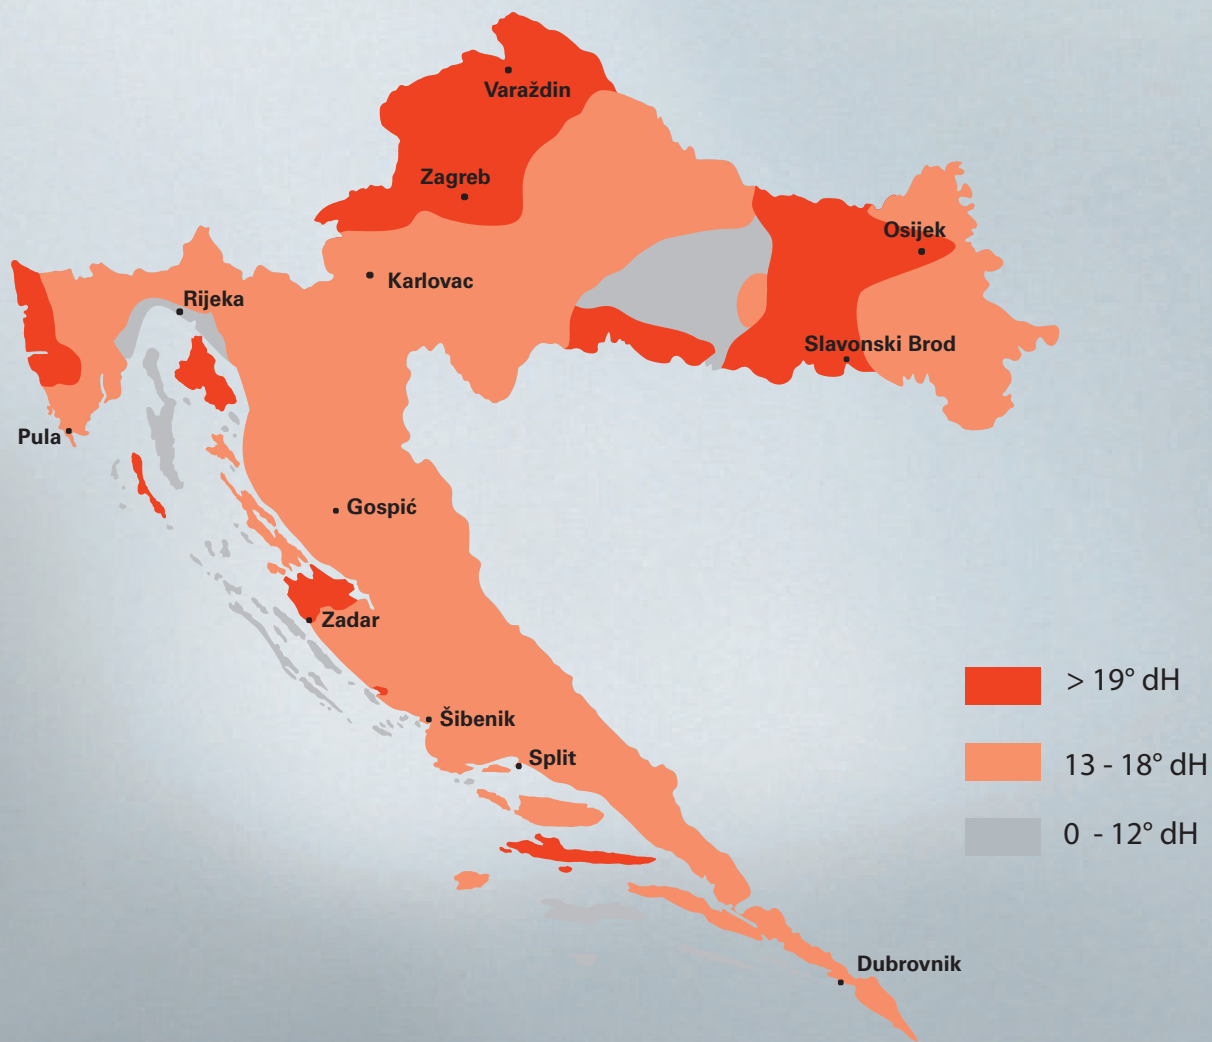 Varaždin
Zagreb
Osijek
Karlovac
Rijeka
Slavonski Brod
Pula
Gospić
Zadar
> 19° dH
Šibenik
Split
13 - 18° dH
0 - 12° dH
Dubrovnik